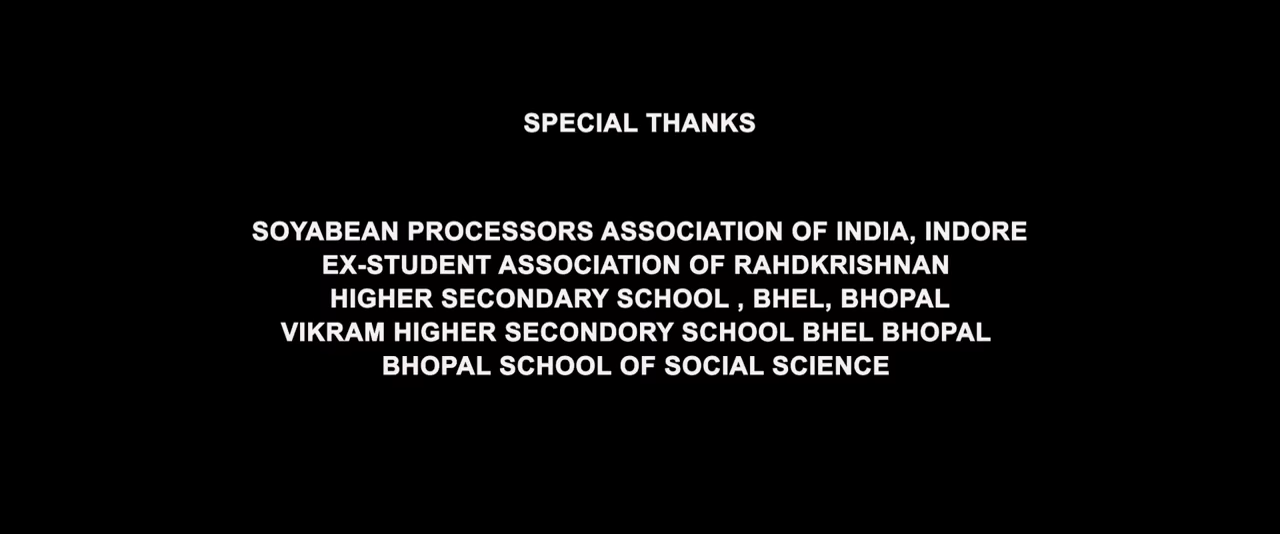 SPECIAL THANKS
SOYABEAN PROCESSORS ASSOCIATION OF INDIA, INDORE
EX-STUDENT ASSOCIATION OF RAHDKRISHNAN
HIGHER SECONDARY SCHOOL , BHEL, BHOPAL
VIKRAM HIGHER SECONDORY SCHOOL BHEL BHOPAL
BHOPAL SCHOOL OF SOCIAL SCIENCE